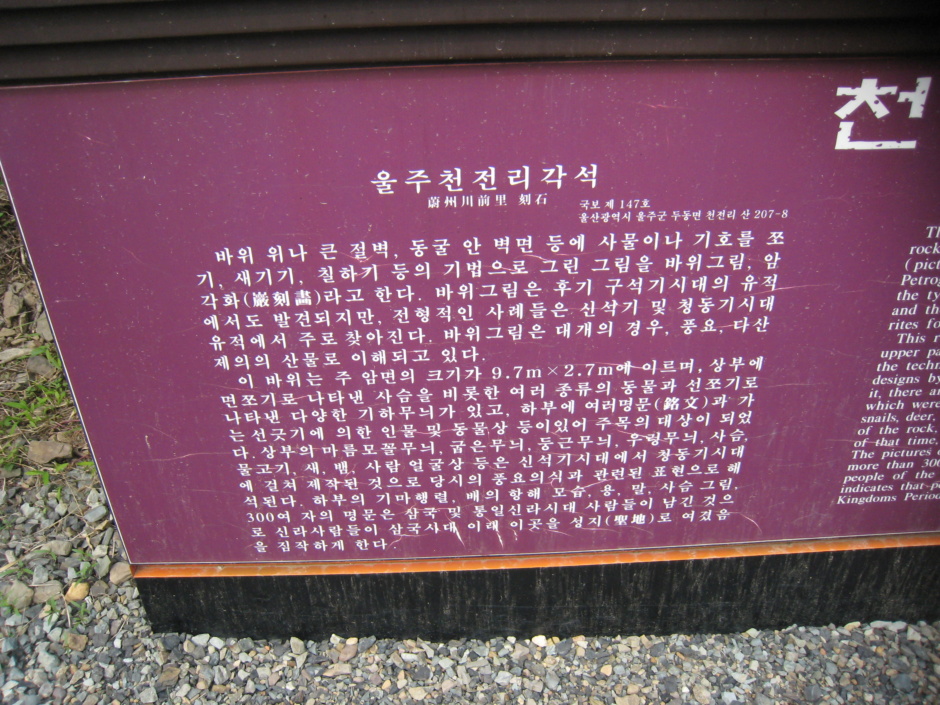 천
울주천전리각석
蔚州川前里 刻石
국보 제 147호
울산광역시 울주군 두동면 천전리 산 207-8
바위 위나 큰 절벽, 동굴 안 벽면 등에 사물이나 기호를 쪼
기, 새기기, 칠하기 등의 기법으로 그린 그림을 바위그림, 암
각화(巖刻畵)라고 한다. 바위그림은 후기 구석기시대의 유적
에서도 발견되지만, 전형적인 사례들은 신석기 및 청동기시대
유적에서 주로 찾아진다. 바위그림은 대개의 경우, 풍요, 다산
제의의 산물로 이해되고 있다.
이 바위는 주 암면의 크기가 9.7m×2.7m에 이르며, 상부에
면쪼기로 나타낸 사슴을 비롯한 여러 종류의 동물과 선쪼기로
나타낸 다양한 기하무늬가 있고, 하부에 여러명문(銘文)과 가
는 선긋기에 의한 인물 및 동물상 등이있어 주목의 대상이 되었
다. 상부의 마름모꼴무늬, 굽은무늬, 둥근무늬, 우렁무늬, 사슴,
물고기, 새, 뱀, 사람 얼굴상 등은 신석기시대에서 청동기시대
에 걸쳐 제작된 것으로 당시의 풍요의식과 관련된 표현으로 해
석된다. 하부의 기마행렬, 배의 항해 모습, 용, 말, 사슴 그림,
300여 자의 명문은 삼국 및 통일신라시대 사람들이 남긴 것으
로 신라사람들이 삼국시대 이래 이곳을 성지(聖地)로 여겼음
을 짐작하게 한다.
rock
(pict
Petrog
the ty
and th
rites fo
This r
upper pa
the techn
designs by
it, there ar
which were
snails, deer,
of the rock,
of that time,
The pictures o
more than 300
people of the
indicates that pe
Kingdoms Period